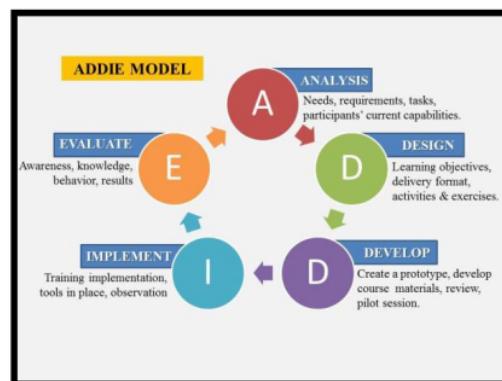 ADDIE MODEL
A
ANALYSIS
Needs, requirements, tasks,
participants' current capabilities.
D
DESIGN
Learning objectives,
delivery format,
activities & exercises.
D
DEVELOP
Create a prototype, develop
course materials, review,
pilot session.
I
IMPLEMENT
Training implementation,
tools in place, observation
E
EVALUATE
Awareness, knowledge,
behavior, results